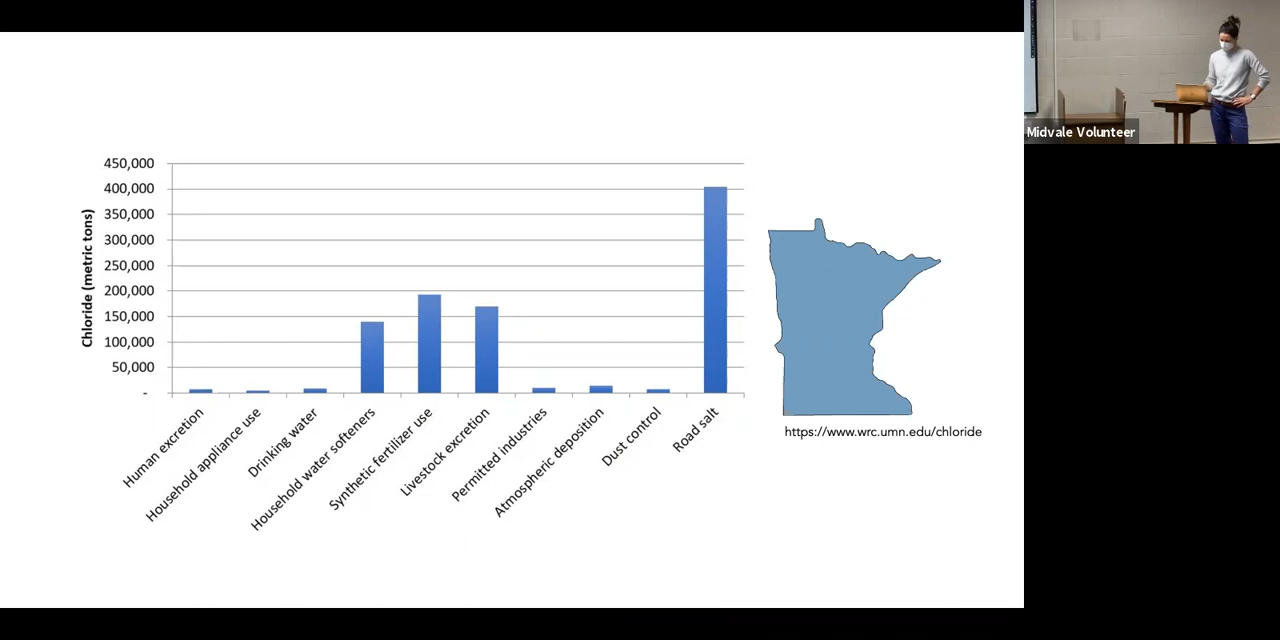 Midvale Volunteer
450,000
400,000
350,000
300,000
250,000
200,000
150,000
100,000
50,000
-
Chloride (metric tons)
Human excretion
Household appliance use
Drinking water
Household water softeners
Synthetic fertilizer use
Livestock excretion
Permitted industries
Atmospheric deposition
Dust control
Road salt
https://www.wrc.umn.edu/chloride